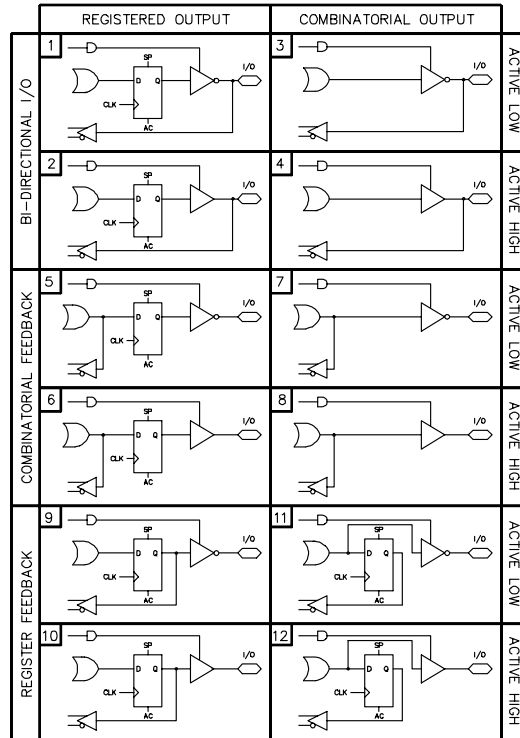 REGISTERED OUTPUT
COMBINATORIAL OUTPUT
BI-DIRECTIONAL I/O
1
SP
I/O
D Q
CLK
AC
3
I/O
ACTIVE LOW
2
SP
I/O
D Q
CLK
AC
4
I/O
ACTIVE HIGH
COMBINATORIAL FEEDBACK
5
SP
I/O
D Q
CLK
AC
7
I/O
ACTIVE LOW
6
SP
I/O
D Q
CLK
AC
8
I/O
ACTIVE HIGH
REGISTER FEEDBACK
9
SP
I/O
D Q
CLK
AC
11
SP
I/O
D Q
CLK
AC
ACTIVE LOW
10
SP
I/O
D Q
CLK
AC
12
SP
I/O
D Q
CLK
AC
ACTIVE HIGH